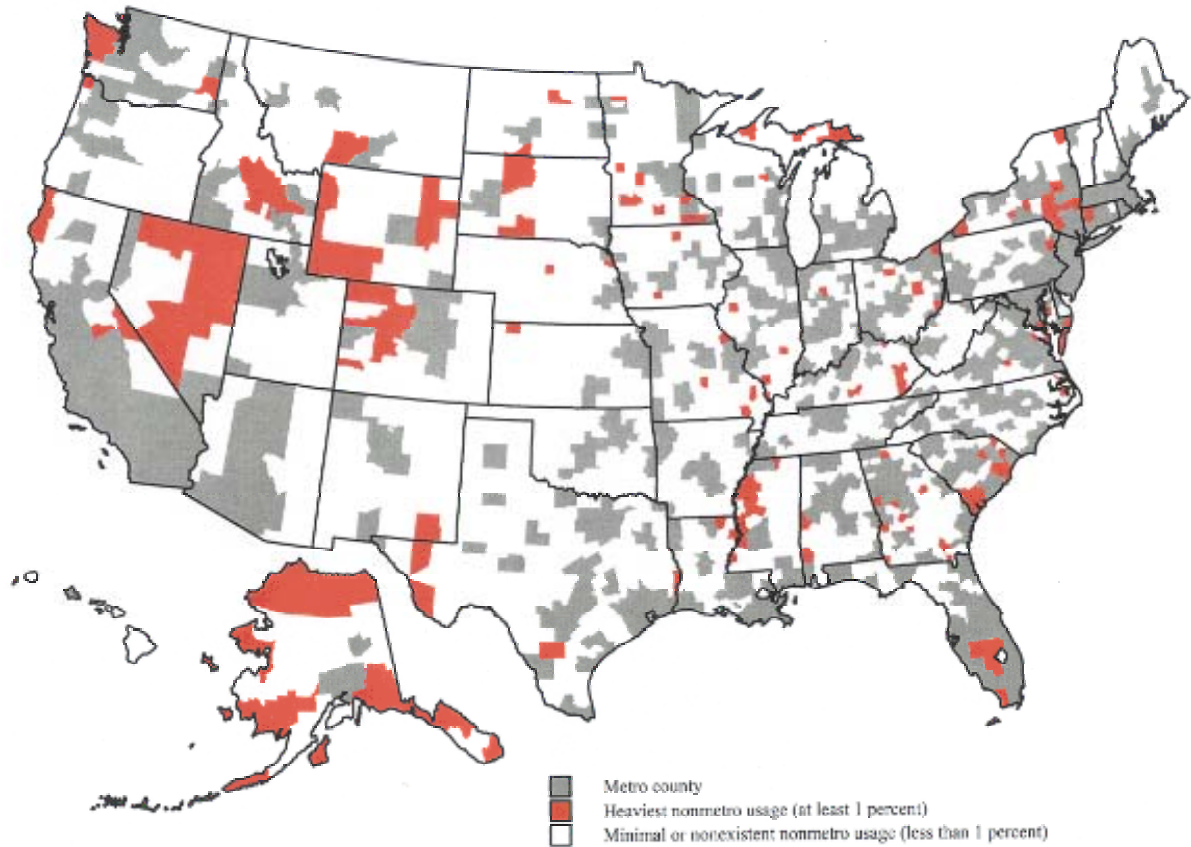 Metro county
Heaviest nonmetro usage (at least 1 percent)
Minimal or nonexistent nonmetro usage (less than 1 percent)